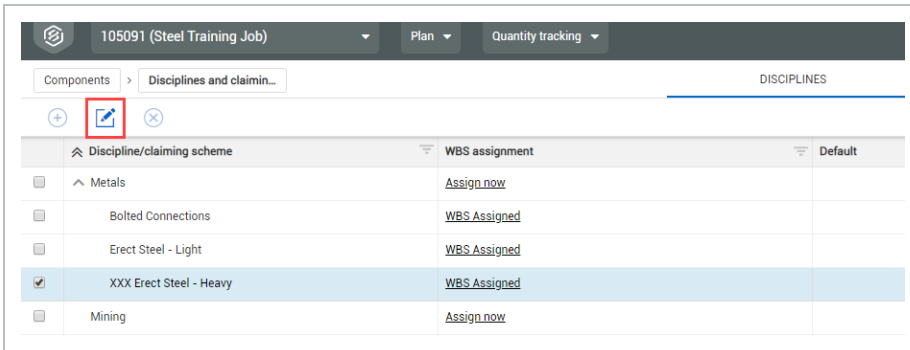 105091 (Steel Training Job) Plan Quantity tracking
Components > Disciplines and claimin... DISCIPLINES
Discipline/claiming scheme WBS assignment Default
Metals Assign now
Bolted Connections WBS Assigned
Erect Steel - Light WBS Assigned
XXX Erect Steel - Heavy WBS Assigned
Mining Assign now